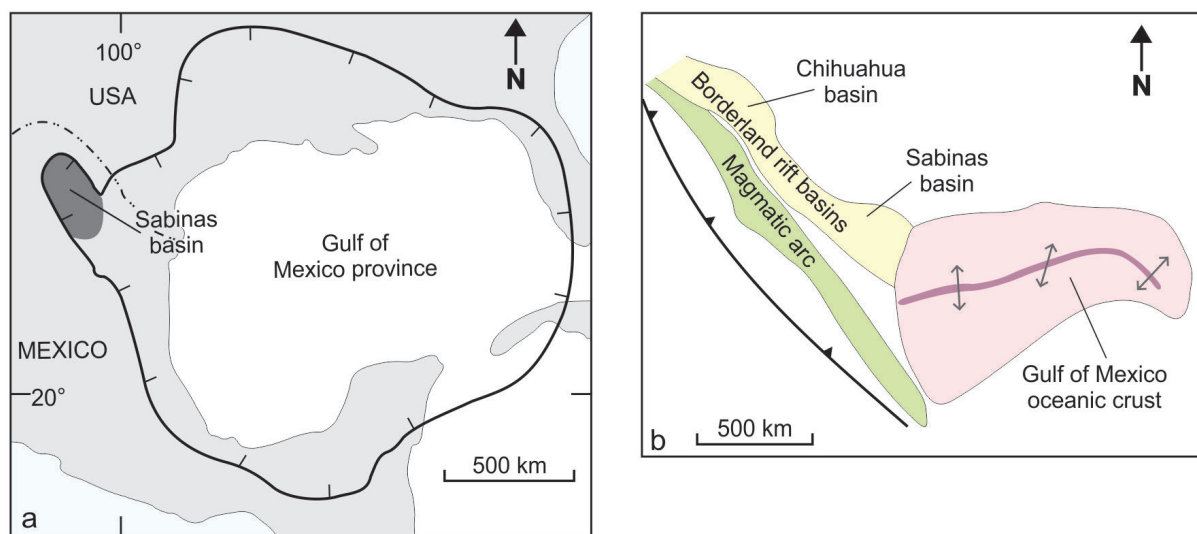 100°
N
USA
Sabinas
basin
Gulf of
Mexico province
MEXICO
20°
500 km
a
N
Chihuahua
basin
Borderland rift basins
Sabinas
basin
Magmatic arc
Gulf of Mexico
oceanic crust
500 km
b